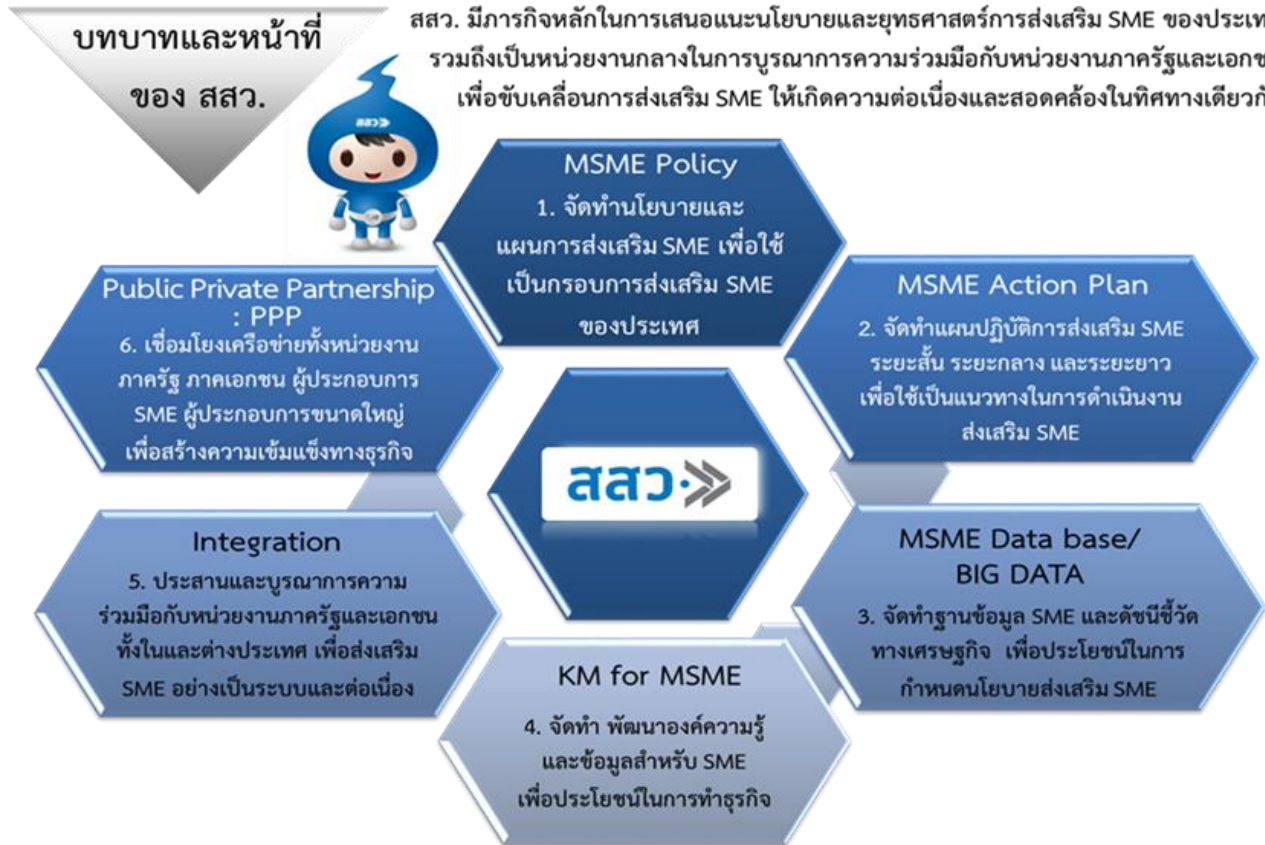 บทบาทและหน้าที่
ของ สสว.
สสว. มีภารกิจหลักในการเสนอแนะนโยบายและยุทธศาสตร์การส่งเสริม SME ของประเท
รวมถึงเป็นหน่วยงานกลางในการบูรณาการความร่วมมือกับหน่วยงานภาครัฐและเอกช
เพื่อขับเคลื่อนการส่งเสริม SME ให้เกิดความต่อเนื่องและสอดคล้องในทิศทางเดียวกั
สสว
MSME Policy
1. จัดทำนโยบายและ
แผนการส่งเสริม SME เพื่อใช้
เป็นกรอบการส่งเสริม SME
ของประเทศ
MSME Action Plan
2. จัดทำแผนปฏิบัติการส่งเสริม SME
ระยะสั้น ระยะกลาง และระยะยาว
เพื่อใช้เป็นแนวทางในการดำเนินงาน
ส่งเสริม SME
MSME Data base/
BIG DATA
3. จัดทำฐานข้อมูล SME และดัชนีชี้วัด
ทางเศรษฐกิจ เพื่อประโยชน์ในการ
กำหนดนโยบายส่งเสริม SME
KM for MSME
4. จัดทำ พัฒนาองค์ความรู้
และข้อมูลสำหรับ SME
เพื่อประโยชน์ในการทำธุรกิจ
Integration
5. ประสานและบูรณาการความ
ร่วมมือกับหน่วยงานภาครัฐและเอกชน
ทั้งในและต่างประเทศ เพื่อส่งเสริม
SME อย่างเป็นระบบและต่อเนื่อง
Public Private Partnership
: PPP
6. เชื่อมโยงเครือข่ายทั้งหน่วยงาน
ภาครัฐ ภาคเอกชน ผู้ประกอบการ
SME ผู้ประกอบการขนาดใหญ่
เพื่อสร้างความเข้มแข็งทางธุรกิจ
สสว